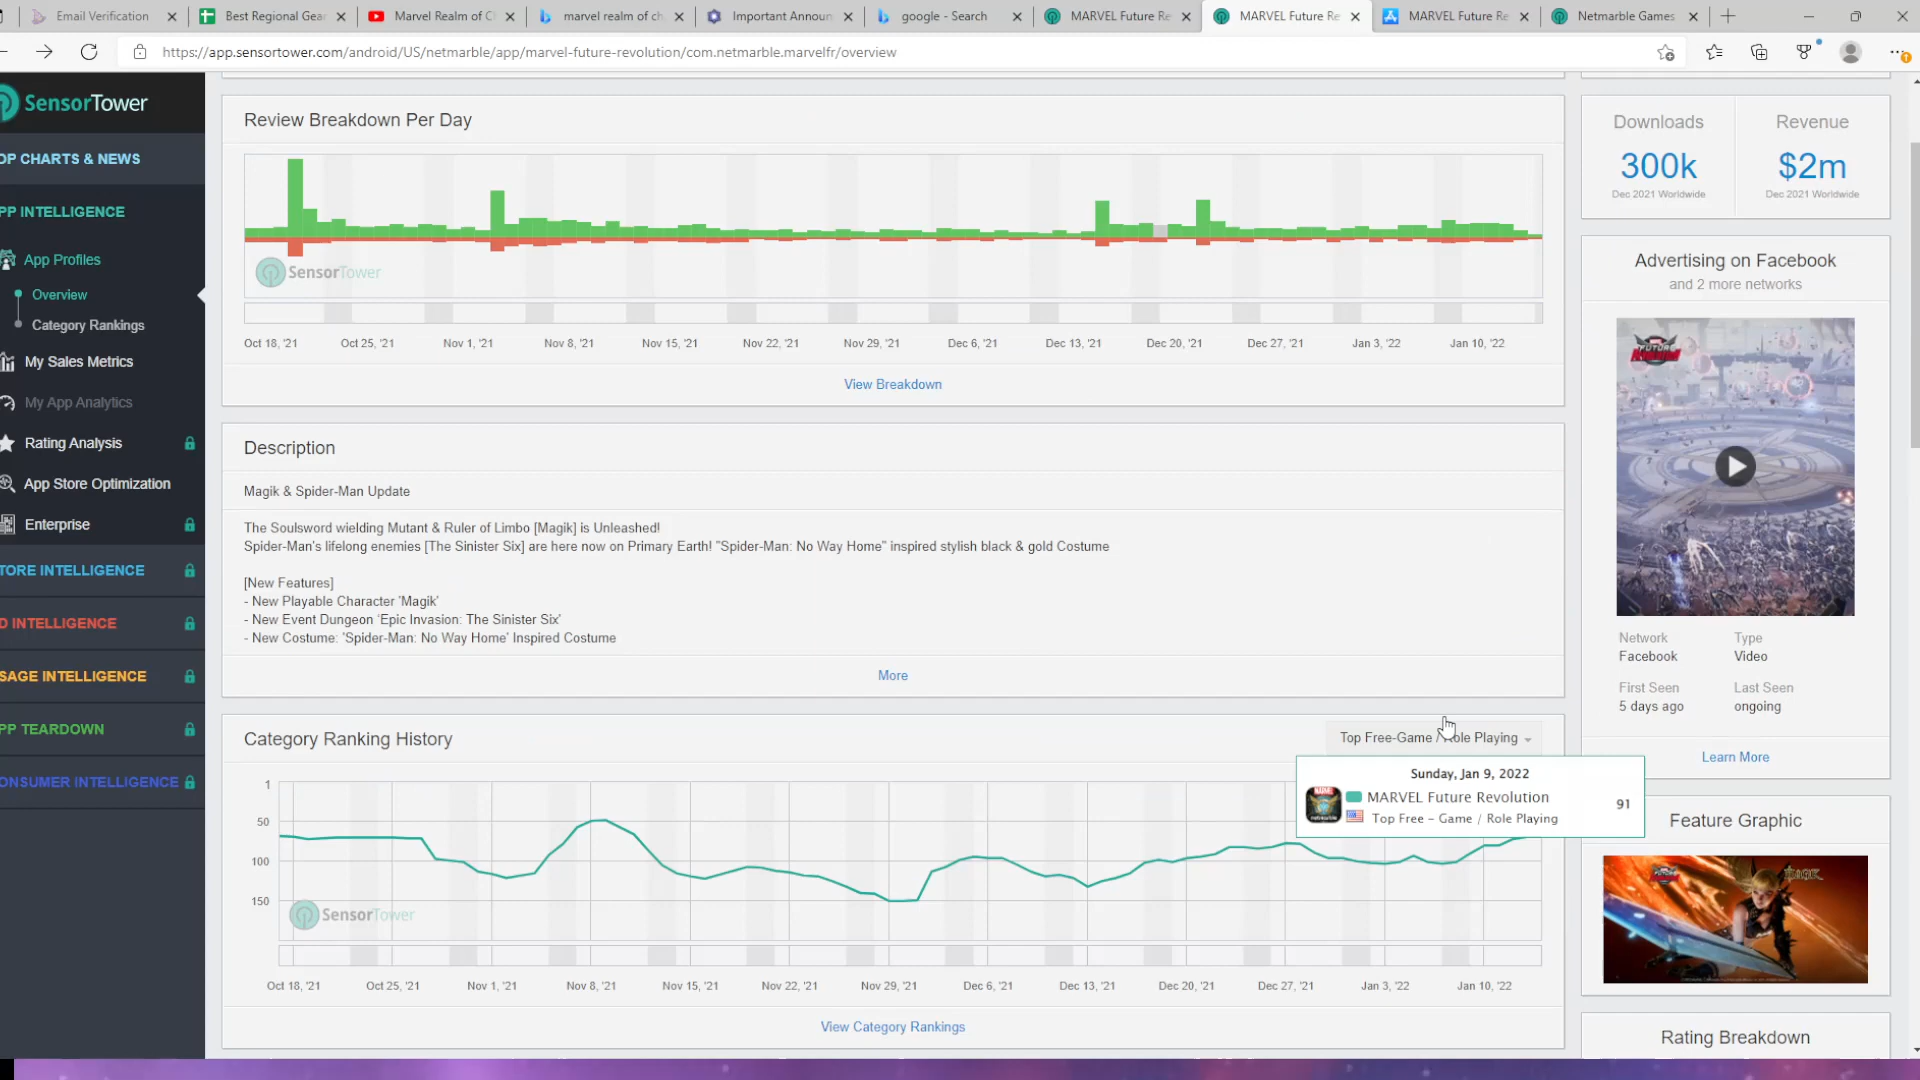 Email Verification
Best Regional Gear
Marvel Realm of C
marvel realm of ch
Important Announ
google - Search
MARVEL Future Re
MARVEL Future Re
MARVEL Future Re
Netmarble Games
https://app.sensortower.com/android/US/netmarble/app/marvel-future-revolution/com.netmarble.marvelfr/overview
SensorTower
OP CHARTS & NEWS
PP INTELLIGENCE
App Profiles
Overview
Category Rankings
My Sales Metrics
My App Analytics
Rating Analysis
App Store Optimization
Enterprise
TORE INTELLIGENCE
D INTELLIGENCE
SAGE INTELLIGENCE
PP TEARDOWN
ONSUMER INTELLIGENCE
Review Breakdown Per Day
SensorTower
Oct 18, '21 Oct 25, '21 Nov 1, '21 Nov 8, '21 Nov 15, '21 Nov 22, '21 Nov 29, '21 Dec 6, '21 Dec 13, '21 Dec 20, '21 Dec 27, '21 Jan 3, '22 Jan 10, '22
View Breakdown
Description
Magik & Spider-Man Update
The Soulsword wielding Mutant & Ruler of Limbo [Magik] is Unleashed!
Spider-Man's lifelong enemies [The Sinister Six] are here now on Primary Earth! "Spider-Man: No Way Home" inspired stylish black & gold Costume
[New Features]
- New Playable Character 'Magik'
- New Event Dungeon 'Epic Invasion: The Sinister Six'
- New Costume: 'Spider-Man: No Way Home' Inspired Costume
More
Category Ranking History
Top Free-Game / Role Playing
Sunday, Jan 9, 2022
MARVEL Future Revolution 91
Top Free - Game / Role Playing
1
50
100
150
SensorTower
Oct 18, '21 Oct 25, '21 Nov 1, '21 Nov 8, '21 Nov 15, '21 Nov 22, '21 Nov 29, '21 Dec 6, '21 Dec 13, '21 Dec 20, '21 Dec 27, '21 Jan 3, '22 Jan 10, '22
View Category Rankings
Downloads Revenue
300k $2m
Dec 2021 Worldwide Dec 2021 Worldwide
Advertising on Facebook
and 2 more networks
Network Type
Facebook Video
First Seen Last Seen
5 days ago ongoing
Learn More
Feature Graphic
MAGIK
Rating Breakdown